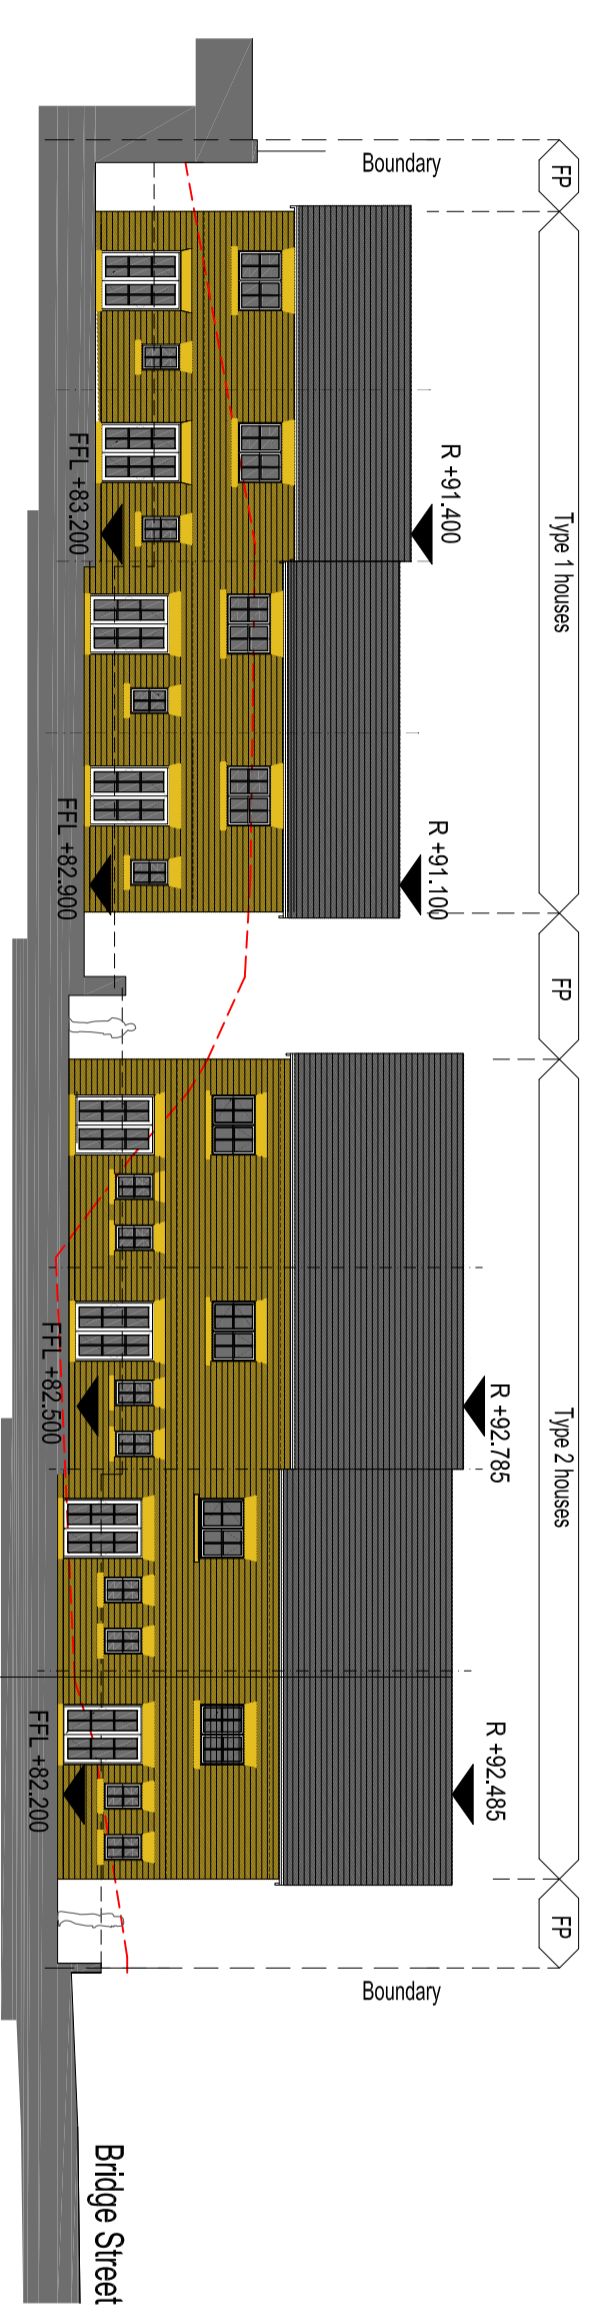 FP
Type 1 houses
FP
Type 2 houses
FP
Boundary
R +91.400
R +91.100
R +92.785
R +92.485
Boundary
FFL +83.200
FFL +82.900
FFL +82.500
FFL +82.200
Bridge Street